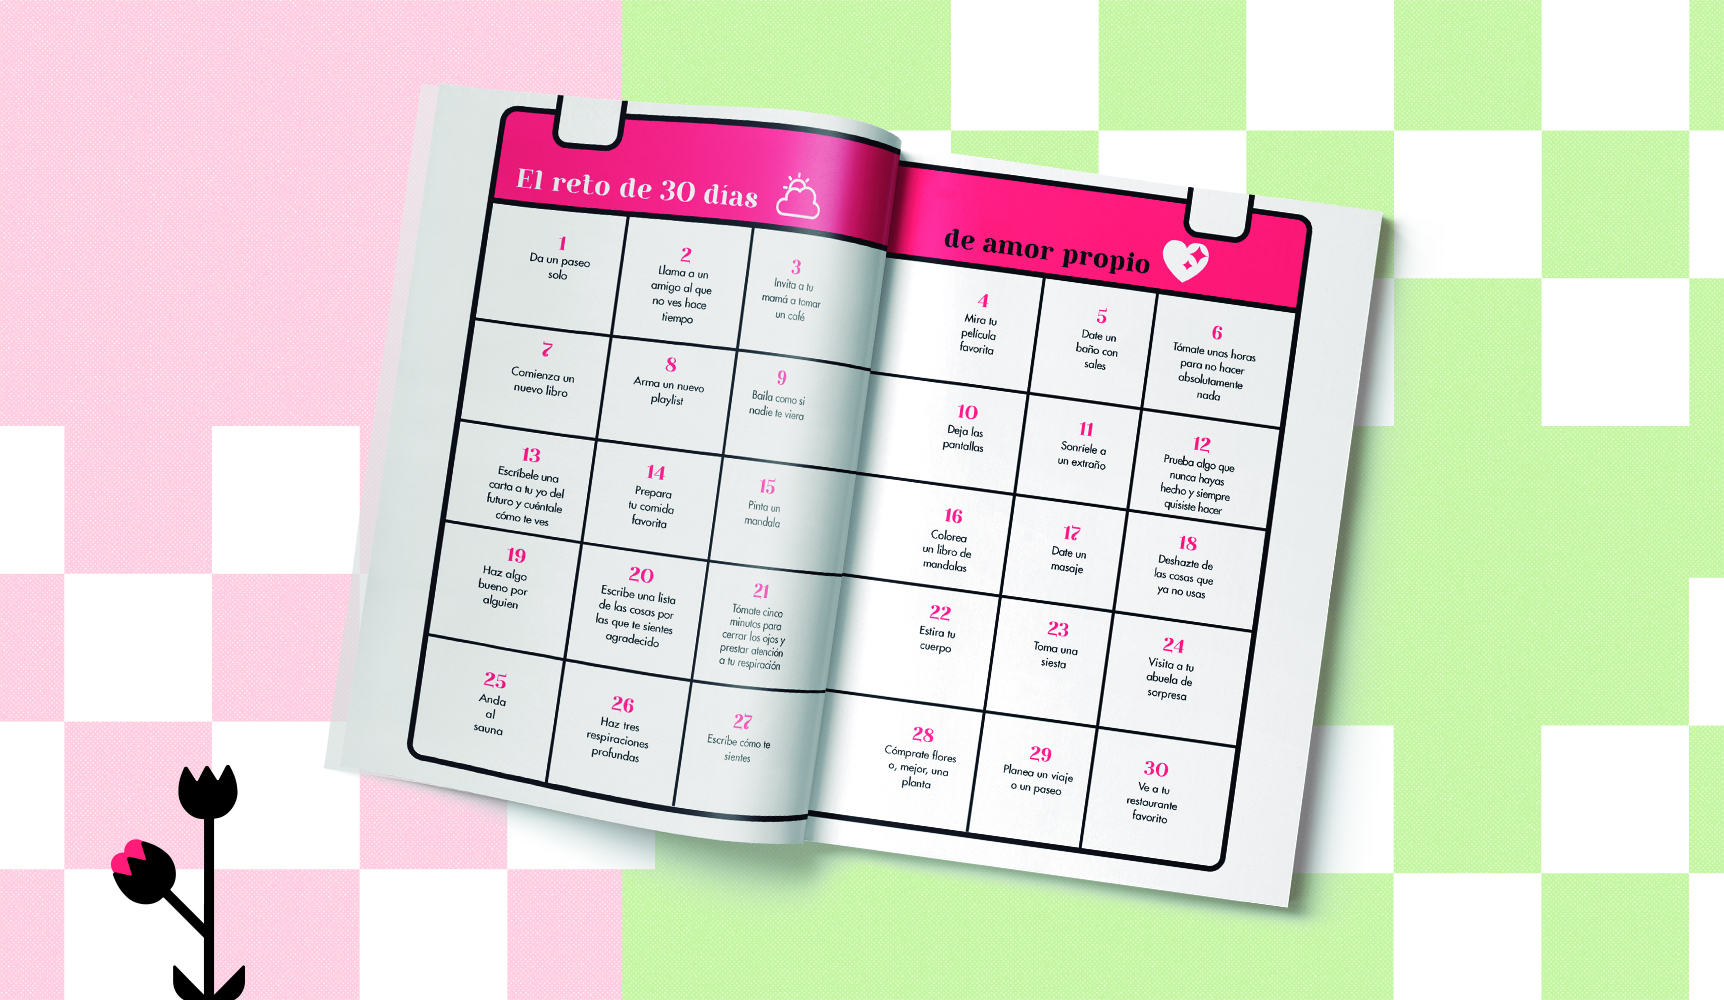 El reto de 30 días
de amor propio
1
Da un paseo
solo
2
Llama a un
amigo al que
no ves hace
tiempo
3
Invita a tu
mamá a tomar
un café
4
Mira tu
película
favorita
5
Date un
baño con
sales
6
Tómate unas horas
para no hacer
absolutamente
nada
7
Comienza un
nuevo libro
8
Arma un nuevo
playlist
9
Baila como si
nadie te viera
10
Deja las
pantallas
11
Sonríele a
un extraño
12
Prueba algo que
nunca hayas
hecho y siempre
quisiste hacer
13
Escríbele una
carta a tu yo del
futuro y cuéntale
cómo te ves
14
Prepara
tu comida
favorita
15
Pinta un
mandala
16
Colorea
un libro de
mandalas
17
Date un
masaje
18
Deshazte de
las cosas que
ya no usas
19
Haz algo
bueno por
alguien
20
Escribe una lista
de las cosas por
las que te sientes
agradecido
21
Tómate cinco
minutos para
cerrar los ojos y
prestar atención
a tu respiración
22
Estira tu
cuerpo
23
Toma una
siesta
24
Visita a tu
abuela de
sorpresa
25
Anda
al
sauna
26
Haz tres
respiraciones
profundas
27
Escribe cómo te
sientes
28
Cómprate flores
o, mejor, una
planta
29
Planea un viaje
o un paseo
30
Ve a tu
restaurante
favorito